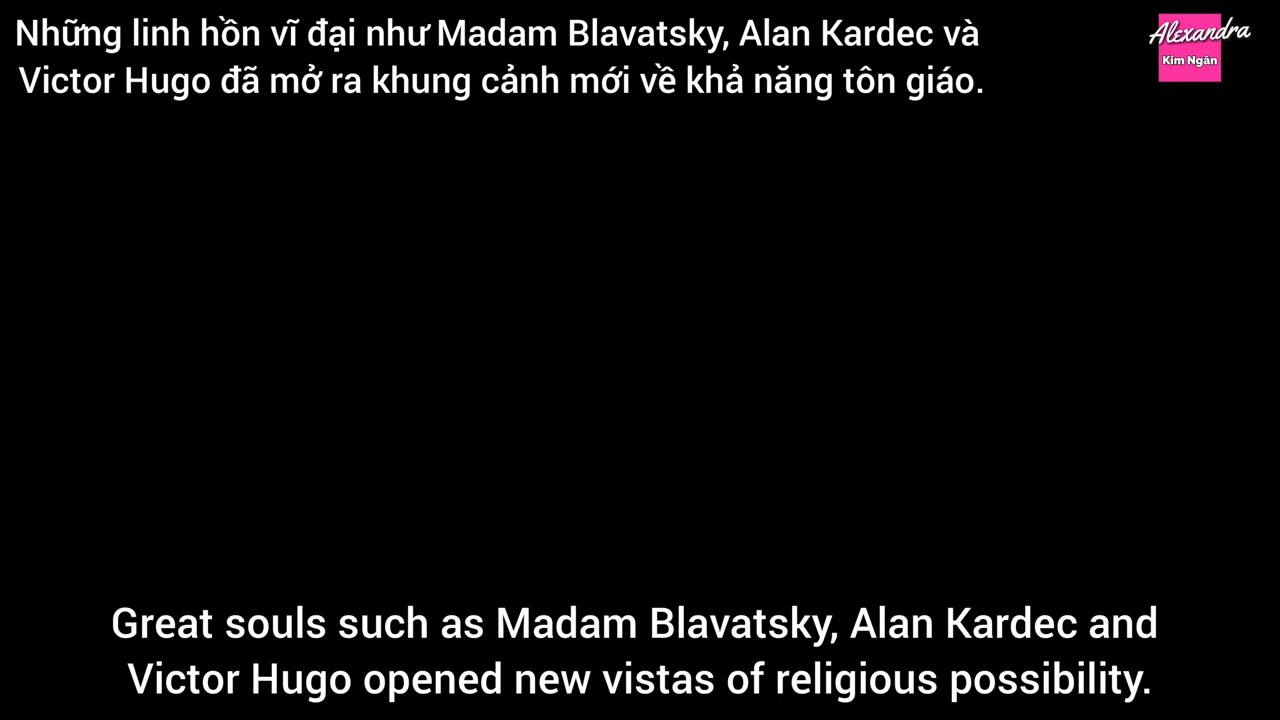 Những linh hồn vĩ đại như Madam Blavatsky, Alan Kardec và
Victor Hugo đã mở ra khung cảnh mới về khả năng tôn giáo.
Alexandra
Kim Ngân
Great souls such as Madam Blavatsky, Alan Kardec and
Victor Hugo opened new vistas of religious possibility.